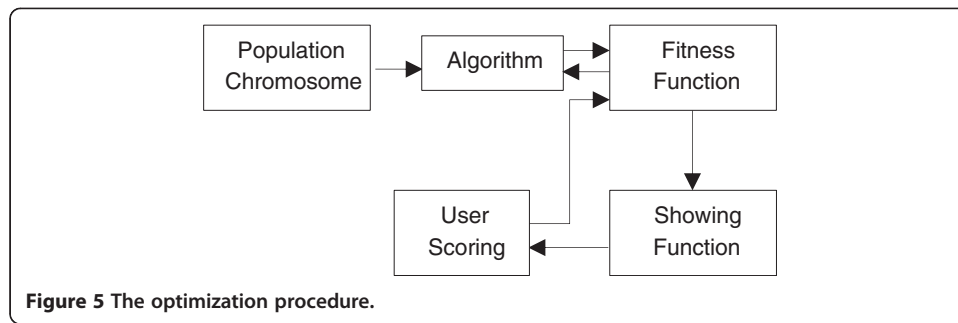 Population
Chromosome
Algorithm
Fitness
Function
User
Scoring
Showing
Function
Figure 5 The optimization procedure.